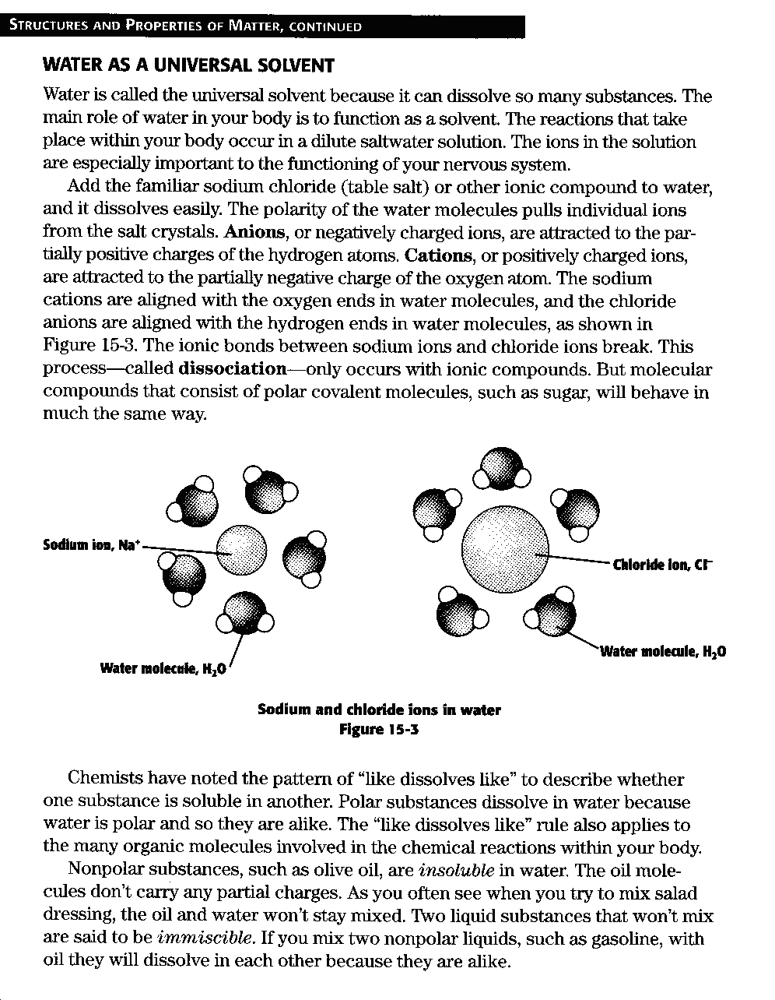 STRUCTURES AND PROPERTIES OF MATTER, CONTINUED
WATER AS A UNIVERSAL SOLVENT
Water is called the universal solvent because it can dissolve so many substances. The
main role of water in your body is to function as a solvent. The reactions that take
place within your body occur in a dilute saltwater solution. The ions in the solution
are especially important to the functioning of your nervous system.
Add the familiar sodium chloride (table salt) or other ionic compound to water,
and it dissolves easily. The polarity of the water molecules pulls individual ions
from the salt crystals. Anions, or negatively charged ions, are attracted to the par-
tially positive charges of the hydrogen atoms. Cations, or positively charged ions,
are attracted to the partially negative charge of the oxygen atom. The sodium
cations are aligned with the oxygen ends in water molecules, and the chloride
anions are aligned with the hydrogen ends in water molecules, as shown in
Figure 15-3. The ionic bonds between sodium ions and chloride ions break. This
process—called dissociation—only occurs with ionic compounds. But molecular
compounds that consist of polar covalent molecules, such as sugar, will behave in
much the same way.
Sodium ion, Na⁺
Chloride ion, Cl⁻
Water molecule, H₂O
Water molecule, H₂O
Sodium and chloride ions in water
Figure 15-3
Chemists have noted the pattern of “like dissolves like” to describe whether
one substance is soluble in another. Polar substances dissolve in water because
water is polar and so they are alike. The “like dissolves like” rule also applies to
the many organic molecules involved in the chemical reactions within your body.
Nonpolar substances, such as olive oil, are insoluble in water. The oil mole-
cules don’t carry any partial charges. As you often see when you try to mix salad
dressing, the oil and water won’t stay mixed. Two liquid substances that won’t mix
are said to be immiscible. If you mix two nonpolar liquids, such as gasoline, with
oil they will dissolve in each other because they are alike.